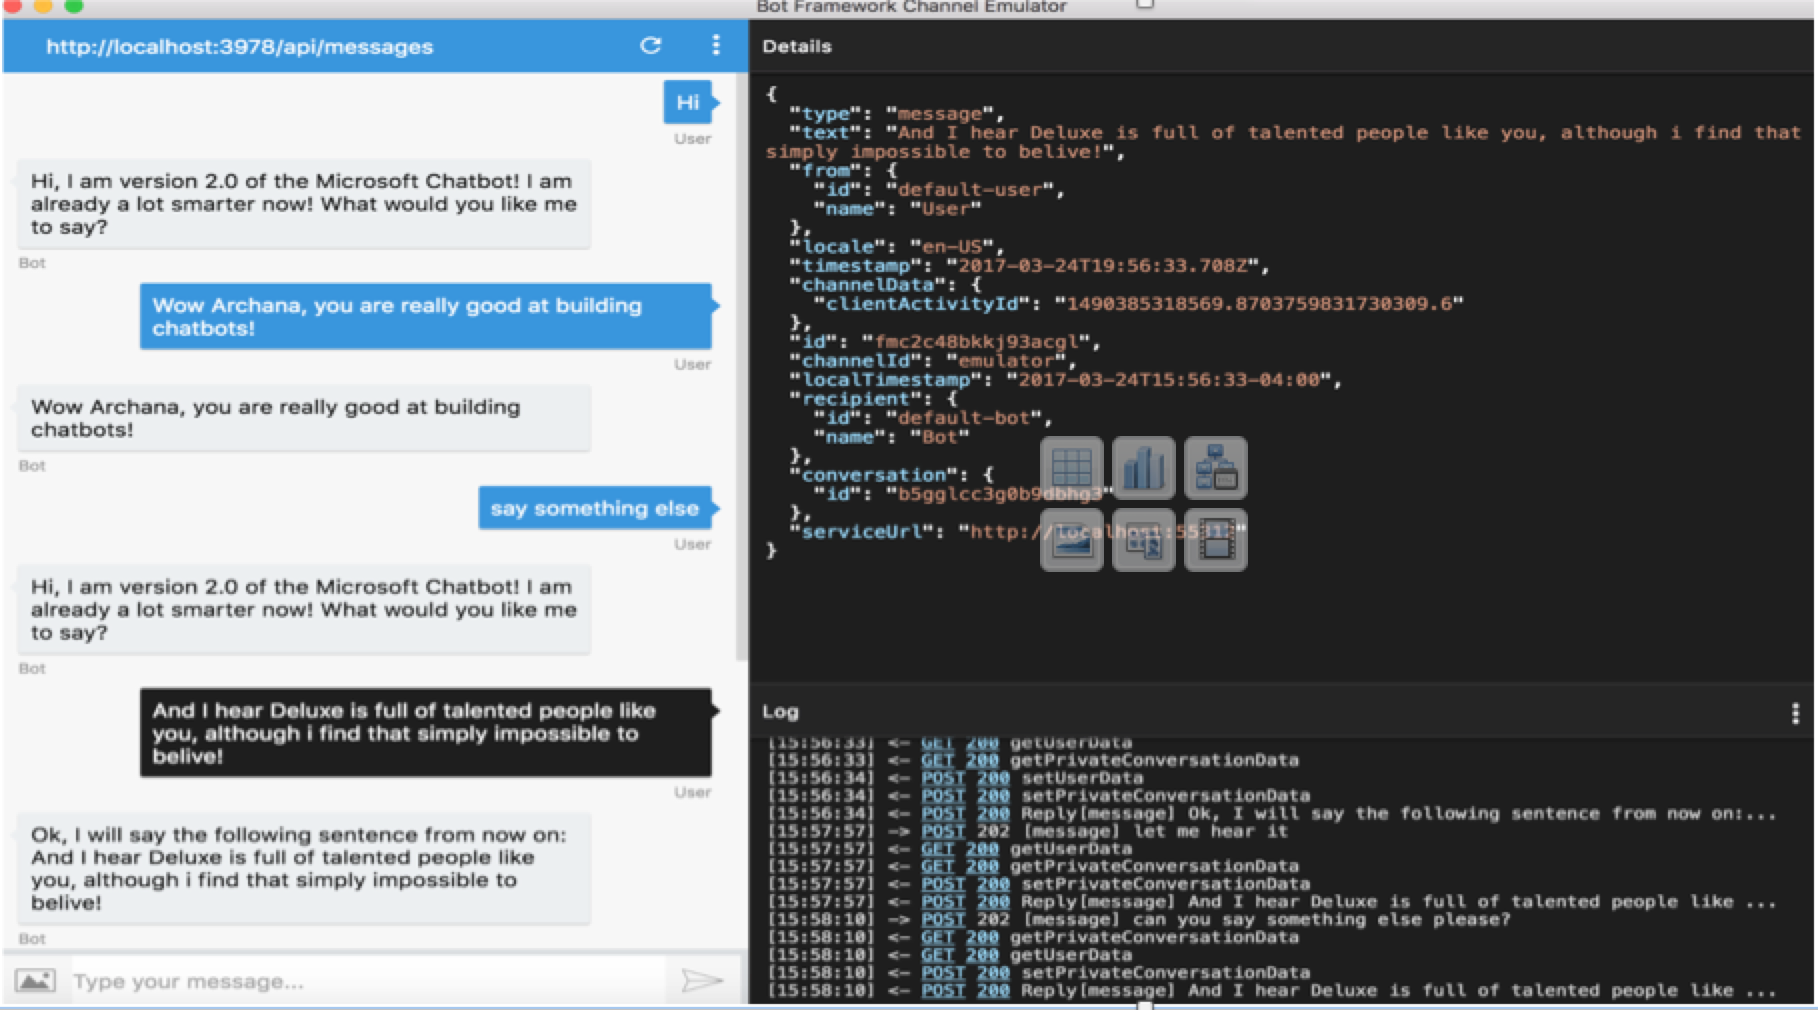 Bot Framework Channel Emulator
http://localhost:3978/api/messages
Hi
User
Hi, I am version 2.0 of the Microsoft Chatbot! I am
already a lot smarter now! What would you like me
to say?
Bot
Wow Archana, you are really good at building
chatbots!
User
Wow Archana, you are really good at building
chatbots!
Bot
say something else
User
Hi, I am version 2.0 of the Microsoft Chatbot! I am
already a lot smarter now! What would you like me
to say?
Bot
And I hear Deluxe is full of talented people like
you, although i find that simply impossible to
belive!
User
Ok, I will say the following sentence from now on:
And I hear Deluxe is full of talented people like
you, although i find that simply impossible to
belive!
Bot
Type your message...
Details
{
"type": "message",
"text": "And I hear Deluxe is full of talented people like you, although i find that
simply impossible to belive!",
"from": {
"id": "default-user",
"name": "User"
},
"locale": "en-US",
"timestamp": "2017-03-24T19:56:33.708Z",
"channelData": {
"clientActivityId": "1490385318569.8703759831730309.6"
},
"id": "fmc2c48bkkj93acgl",
"channelId": "emulator",
"localTimestamp": "2017-03-24T15:56:33-04:00",
"recipient": {
"id": "default-bot",
"name": "Bot"
},
"conversation": {
"id": "b5gglcc3g0b9dbhg3"
},
"serviceUrl":
}
Log
[15:56:33] <- GET 200 getUserData
[15:56:33] <- GET 200 getPrivateConversationData
[15:56:34] <- POST 200 setUserData
[15:56:34] <- POST 200 setPrivateConversationData
[15:56:34] <- POST 200 Reply[message] Ok, I will say the following sentence from now on:...
[15:57:57] -> POST 202 [message] let me hear it
[15:57:57] <- GET 200 getUserData
[15:57:57] <- GET 200 getPrivateConversationData
[15:57:57] <- POST 200 setPrivateConversationData
[15:57:57] <- POST 200 Reply[message] And I hear Deluxe is full of talented people like ...
[15:58:10] -> POST 202 [message] can you say something else please?
[15:58:10] <- GET 200 getPrivateConversationData
[15:58:10] <- GET 200 getUserData
[15:58:10] <- POST 200 setPrivateConversationData
[15:58:10] <- POST 200 Reply[message] And I hear Deluxe is full of talented people like ...